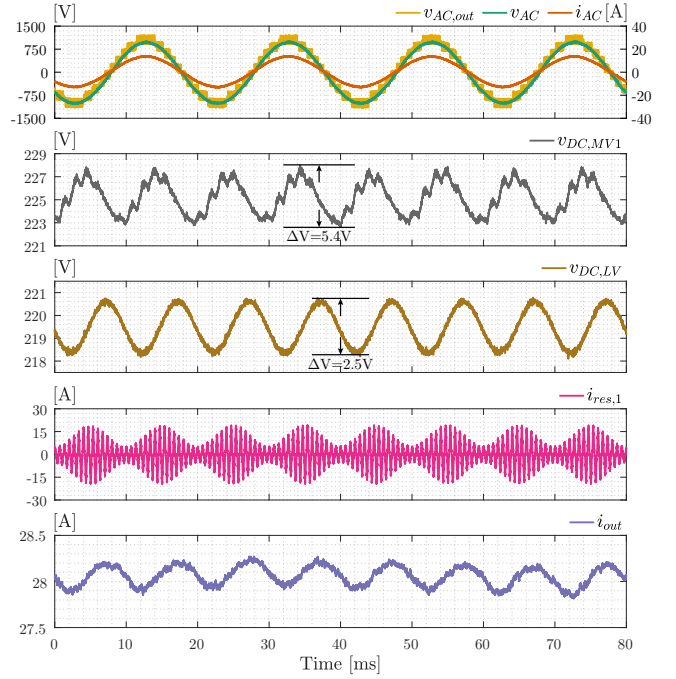 [V] v_{AC,out} v_{AC} i_{AC} [A]
1500 40
750 20
0 0
-750 -20
-1500 -40
[V] v_{DC,MV1}
229
227
225
223
221
ΔV=5.4V
[V] v_{DC,LV}
221
220
219
218
ΔV=2.5V
[A] i_{res,1}
30
15
0
-15
-30
[A] i_{out}
28.5
28
27.5
0 10 20 30 40 50 60 70 80
Time [ms]